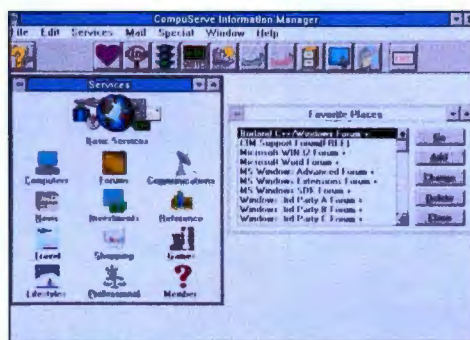 CompuServe Information Manager
File Edit Services Mail Special Window Help
Services
Basic Services
Computers Forums Communications
News Investments Reference
Travel Shopping Games
Lifestyles Professional Member
Favorite Places
Borland C++/Windows Forum +
CIM Support Forum(FREE)
Microsoft WIN 32 Forum +
Microsoft Word Forum +
MS Windows Advanced Forum +
MS Windows Extensions Forum +
MS Windows SDK Forum +
Windows 3rd Party A Forum +
Windows 3rd Party B Forum +
Windows 3rd Party C Forum +
Go
Add
Change
Delete
Close